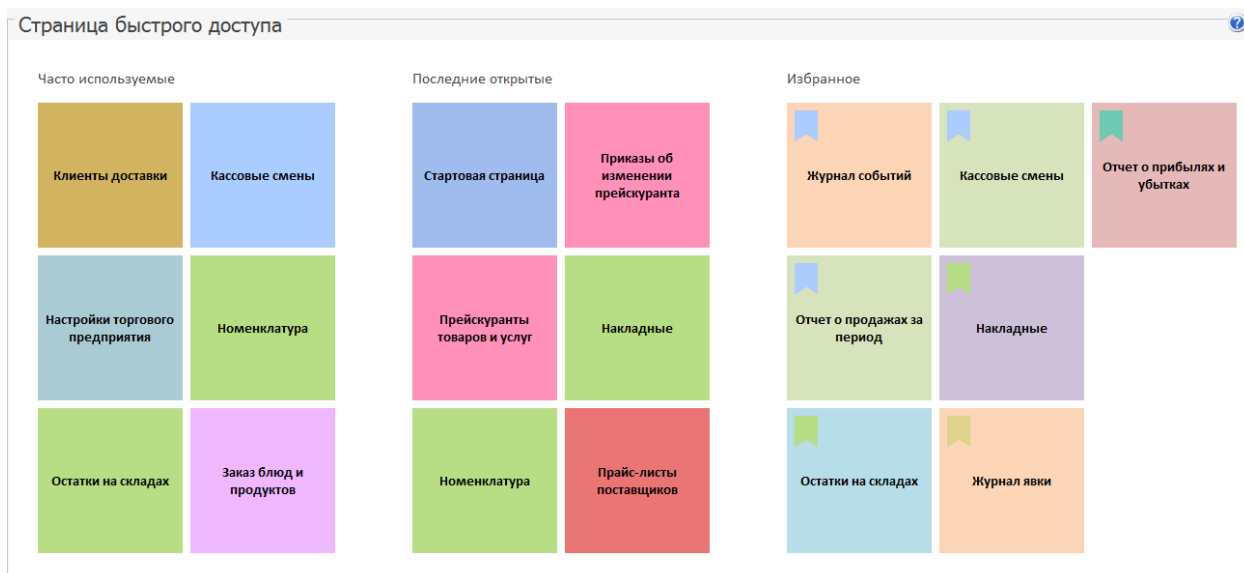 Страница быстрого доступа
?
Часто используемые
Клиенты доставки
Кассовые смены
Настройки торгового
предприятия
Номенклатура
Остатки на складах
Заказ блюд и
продуктов
Последние открытые
Стартовая страница
Приказы об
изменении
прейскуранта
Прейскуранты
товаров и услуг
Накладные
Номенклатура
Прайс-листы
поставщиков
Избранное
Журнал событий
Кассовые смены
Отчет о прибылях и
убытках
Отчет о продажах за
период
Накладные
Остатки на складах
Журнал явки